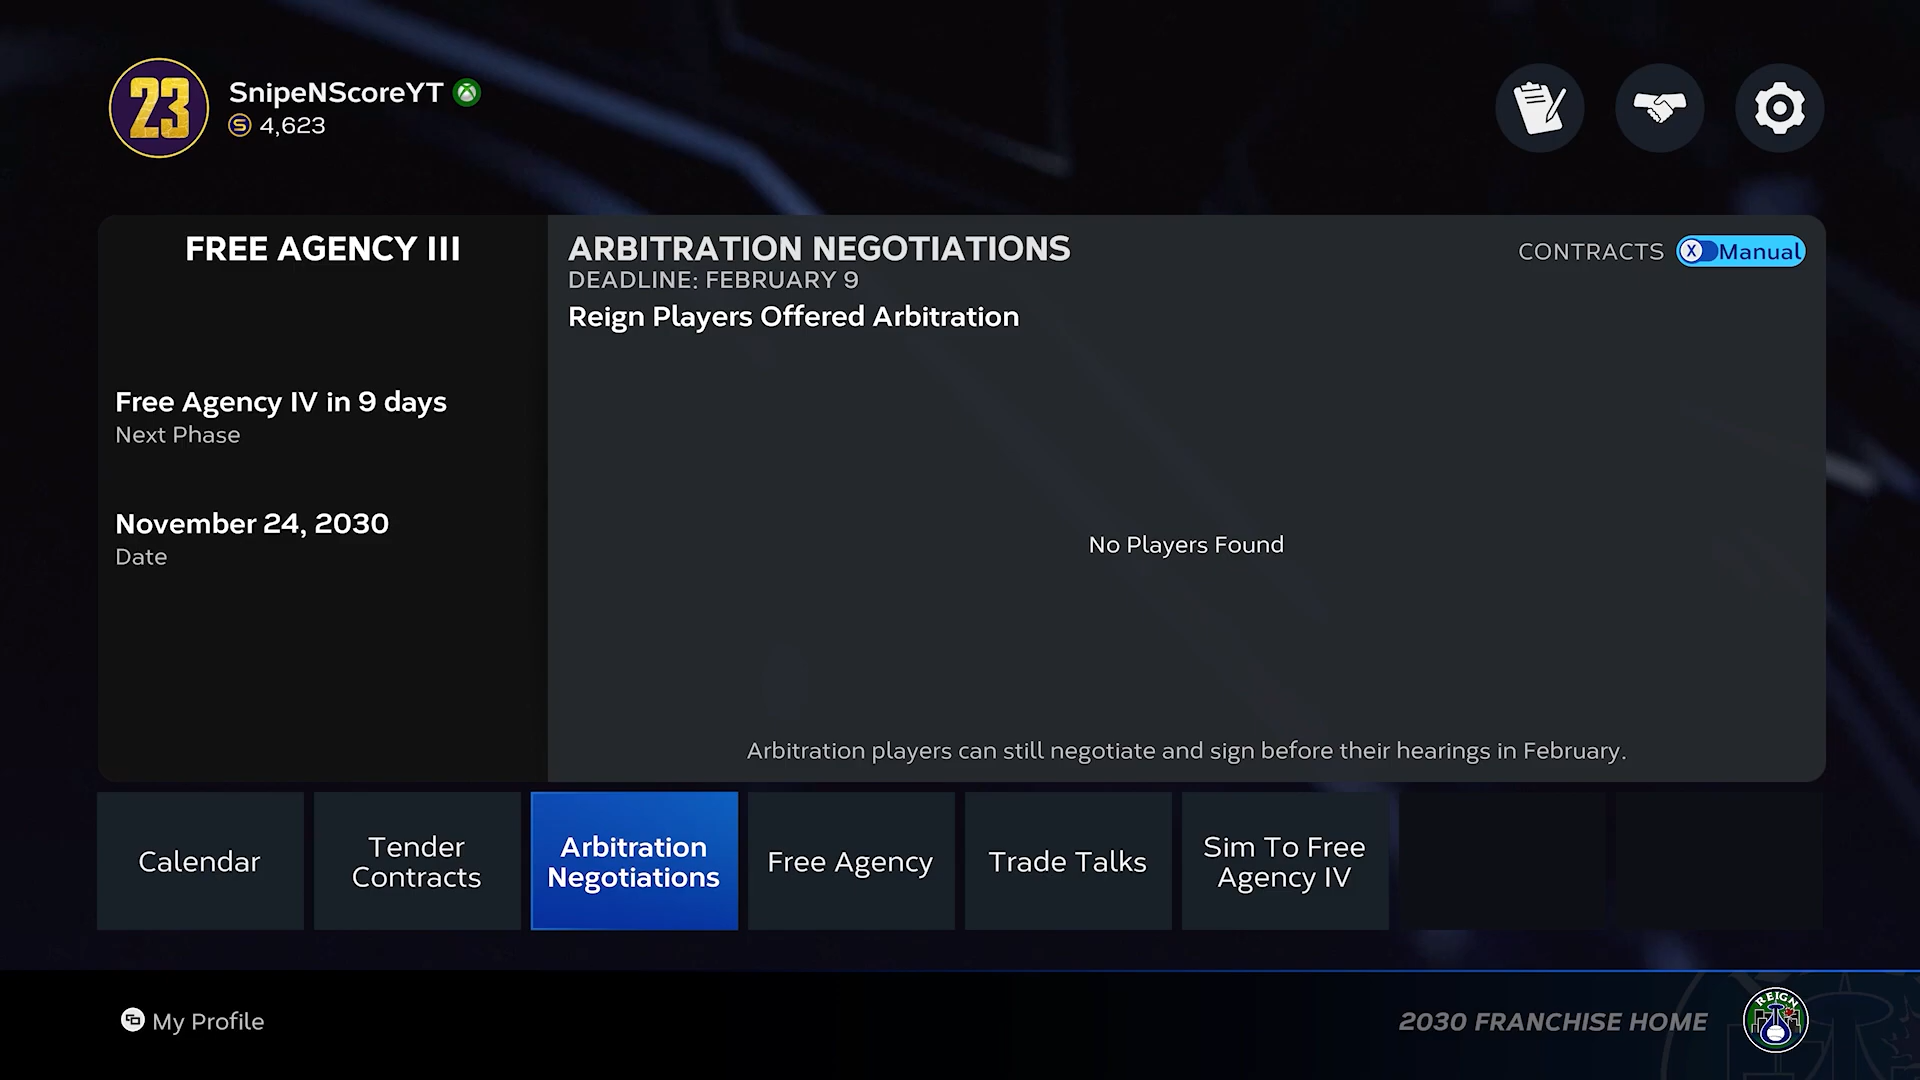 23
SnipeNScoreYT
S 4,623
FREE AGENCY III
Free Agency IV in 9 days
Next Phase
November 24, 2030
Date
ARBITRATION NEGOTIATIONS
DEADLINE: FEBRUARY 9
Reign Players Offered Arbitration
CONTRACTS X Manual
No Players Found
Arbitration players can still negotiate and sign before their hearings in February.
Calendar
Tender
Contracts
Arbitration
Negotiations
Free Agency
Trade Talks
Sim To Free
Agency IV
My Profile
2030 FRANCHISE HOME
REIGN